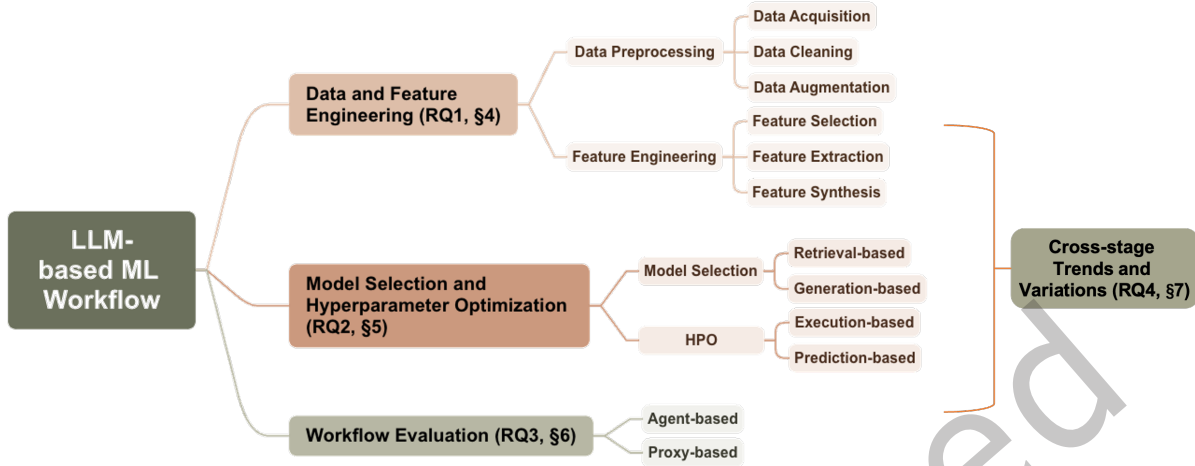 LLM-
based ML
Workflow
Data and Feature
Engineering (RQ1, §4)
Data Preprocessing
Data Acquisition
Data Cleaning
Data Augmentation
Feature Engineering
Feature Selection
Feature Extraction
Feature Synthesis
Model Selection and
Hyperparameter Optimization
(RQ2, §5)
Model Selection
Retrieval-based
Generation-based
HPO
Execution-based
Prediction-based
Workflow Evaluation (RQ3, §6)
Agent-based
Proxy-based
Cross-stage
Trends and
Variations (RQ4, §7)
ed